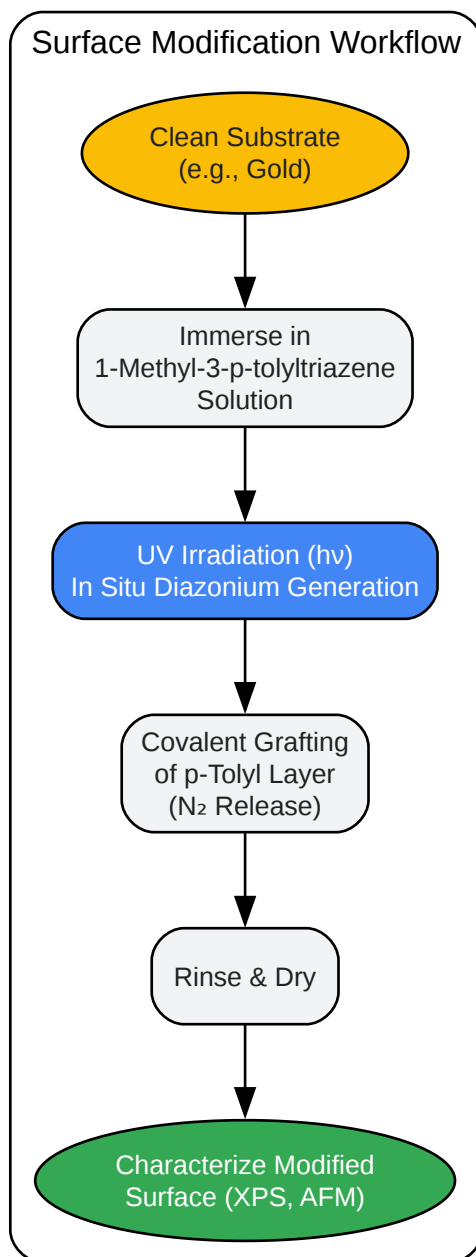 Surface Modification Workflow
Clean Substrate
(e.g., Gold)
Immerse in
1-Methyl-3-p-tolyltriazene
Solution
UV Irradiation (hν)
In Situ Diazonium Generation
Covalent Grafting
of p-Tolyl Layer
(N₂ Release)
Rinse & Dry
Characterize Modified
Surface (XPS, AFM)